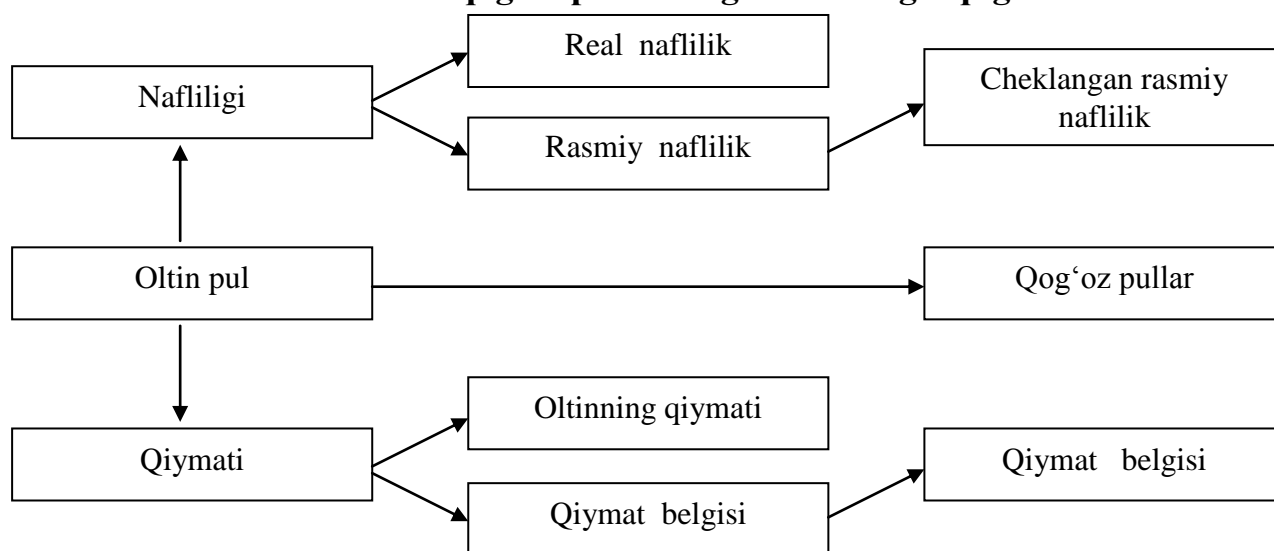 Real naflilik
Nafliligi
Cheklangan rasmiy
naflilik
Rasmiy naflilik
Oltin pul
Qog‘oz pullar
Oltinning qiymati
Qiymati
Qiymat belgisi
Qiymat belgisi